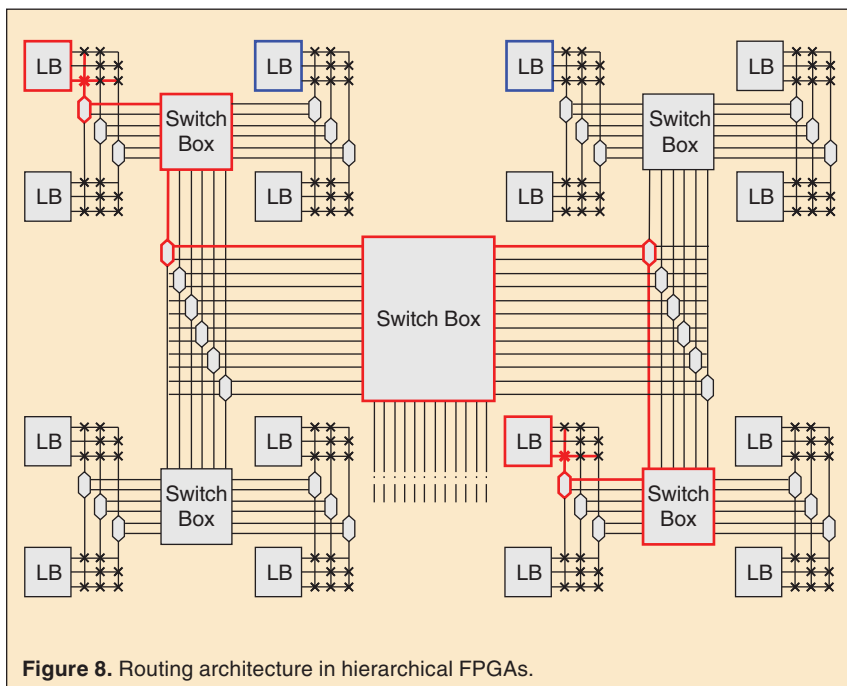 LB
LB
LB
LB
Switch
Box
Switch
Box
LB
LB
LB
LB
Switch Box
LB
LB
LB
LB
Switch
Box
Switch
Box
LB
LB
LB
LB
Figure 8. Routing architecture in hierarchical FPGAs.